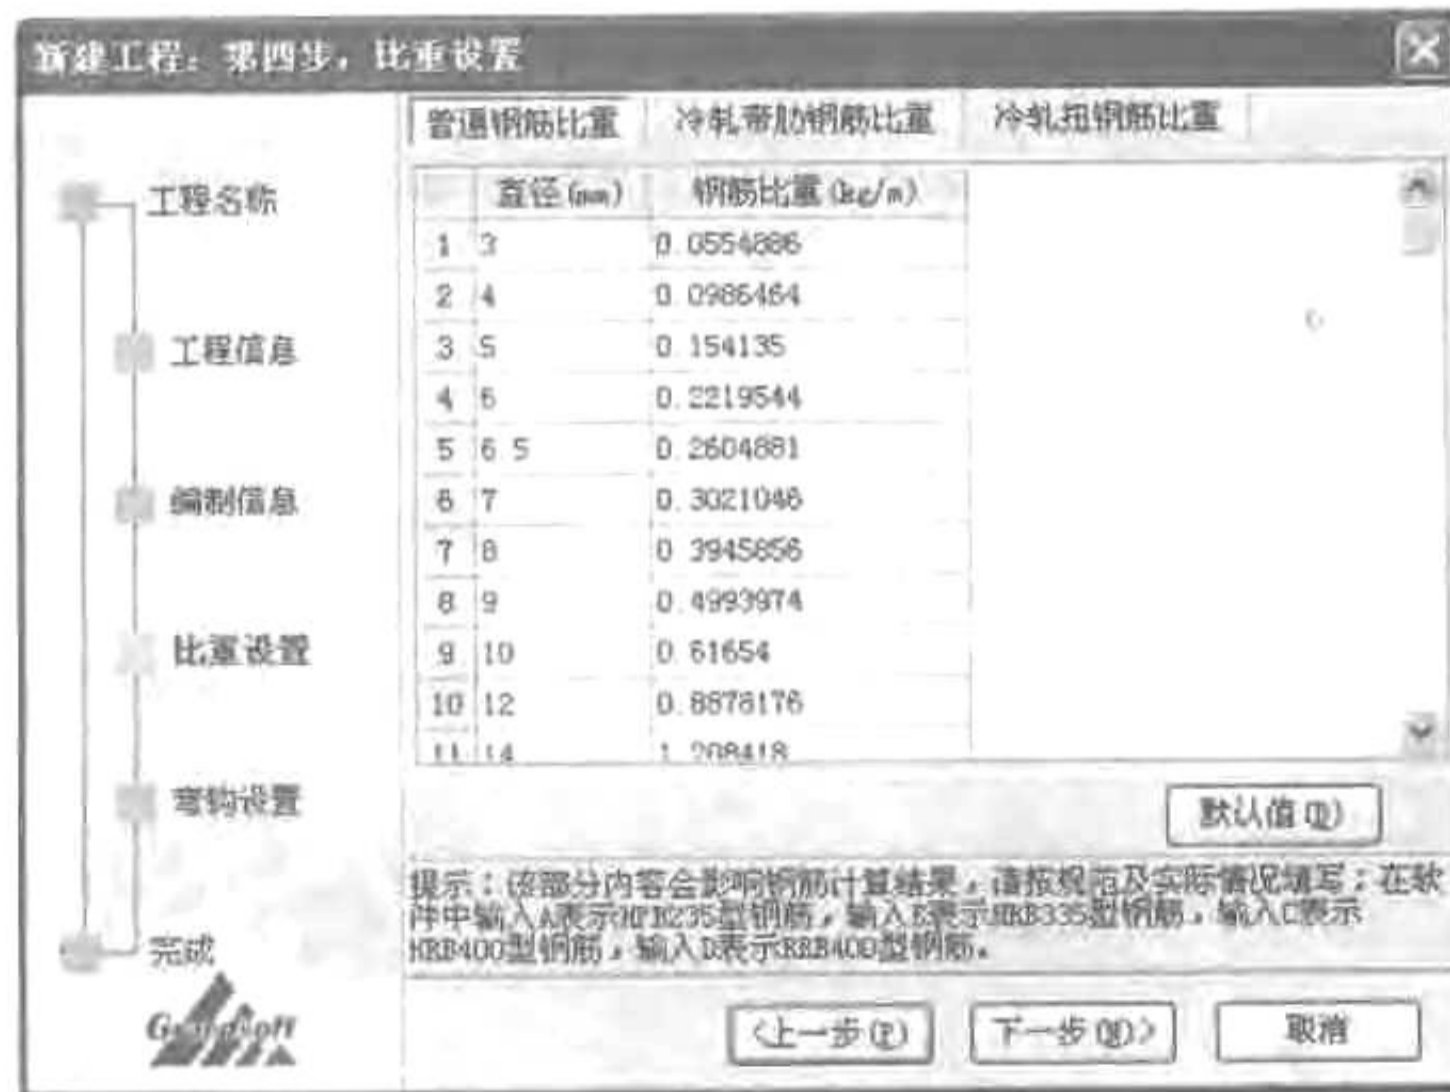 新建工程：第四步，比重设置
工程名称
工程信息
编制信息
比重设置
弯钩设置
完成
普通钢筋比重 冷轧带肋钢筋比重 冷轧扭钢筋比重
直径(mm) 钢筋比重(kg/m)
1 3 0.0554886
2 4 0.0986464
3 5 0.154135
4 6 0.2219544
5 6.5 0.2604881
6 7 0.3021046
7 8 0.3945856
8 9 0.4993974
9 10 0.61654
10 12 0.8878176
11 14 1.208418
默认值(D)
提示：该部分内容会影响钢筋计算结果，请按规范及实际情况填写；在软
件中输入A表示HPB235型钢筋，输入B表示HRB335型钢筋，输入C表示
HRB400型钢筋，输入D表示RRB400型钢筋。
<上一步(P) 下一步(N)> 取消